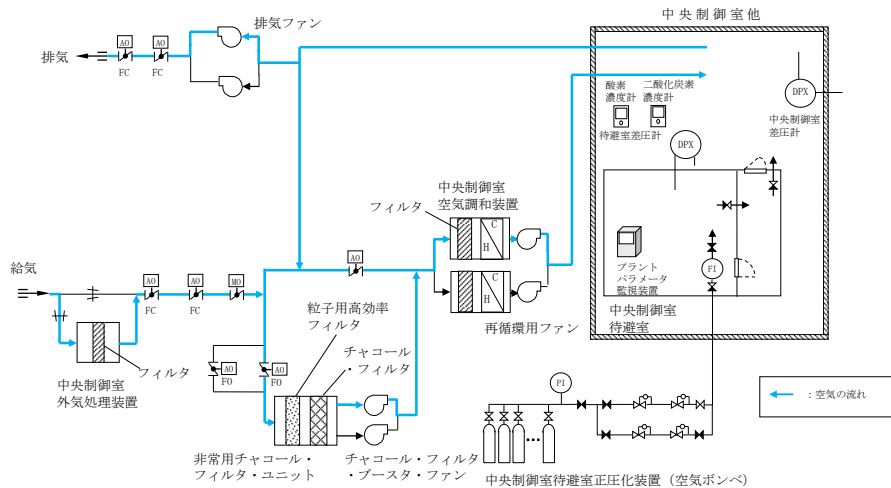 中央制御室他
排気ファン
排気
AO
AO
FC
FC
酸素
濃度計
二酸化炭素
濃度計
待避室差圧計
DPX
中央制御室
差圧計
DPX
中央制御室
空気調和装置
フィルタ
C
H
C
H
再循環用ファン
AO
給気
AO
AO
MO
FC
FC
フィルタ
中央制御室
外気処理装置
粒子用高効率
フィルタ
チャコール
・フィルタ
AO
FO
AO
FO
非常用チャコール・
フィルタ・ユニット
チャコール・フィルタ
・ブースタ・ファン
プラント
パラメータ
監視装置
FI
中央制御室
待避室
PI
中央制御室待避室正圧化装置（空気ボンベ）
：空気の流れ